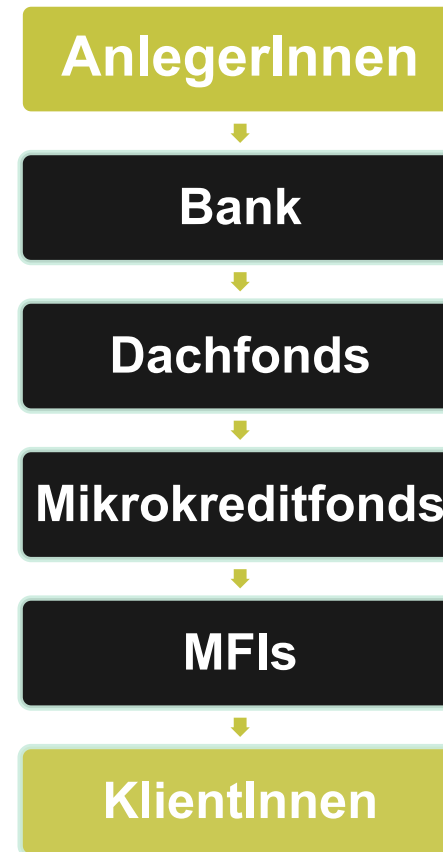 AnlegerInnen
Bank
Dachfonds
Mikrokreditfonds
MFIs
KlientInnen